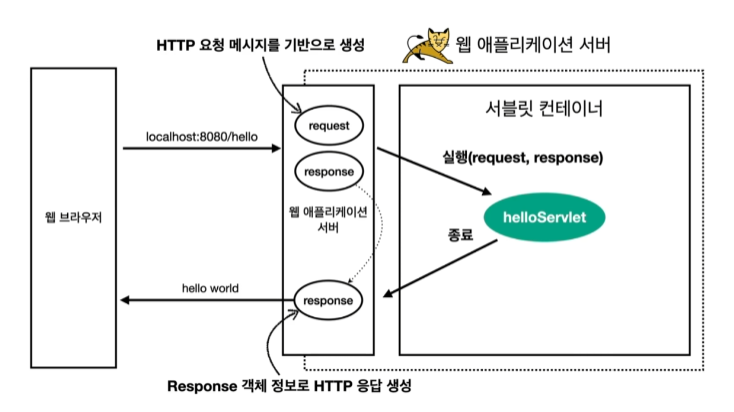 HTTP 요청 메시지를 기반으로 생성
웹 애플리케이션 서버
서블릿 컨테이너
request
localhost:8080/hello
실행(request, response)
response
웹 브라우저
웹 애플리케이션
서버
helloServlet
종료
hello world
response
Response 객체 정보로 HTTP 응답 생성